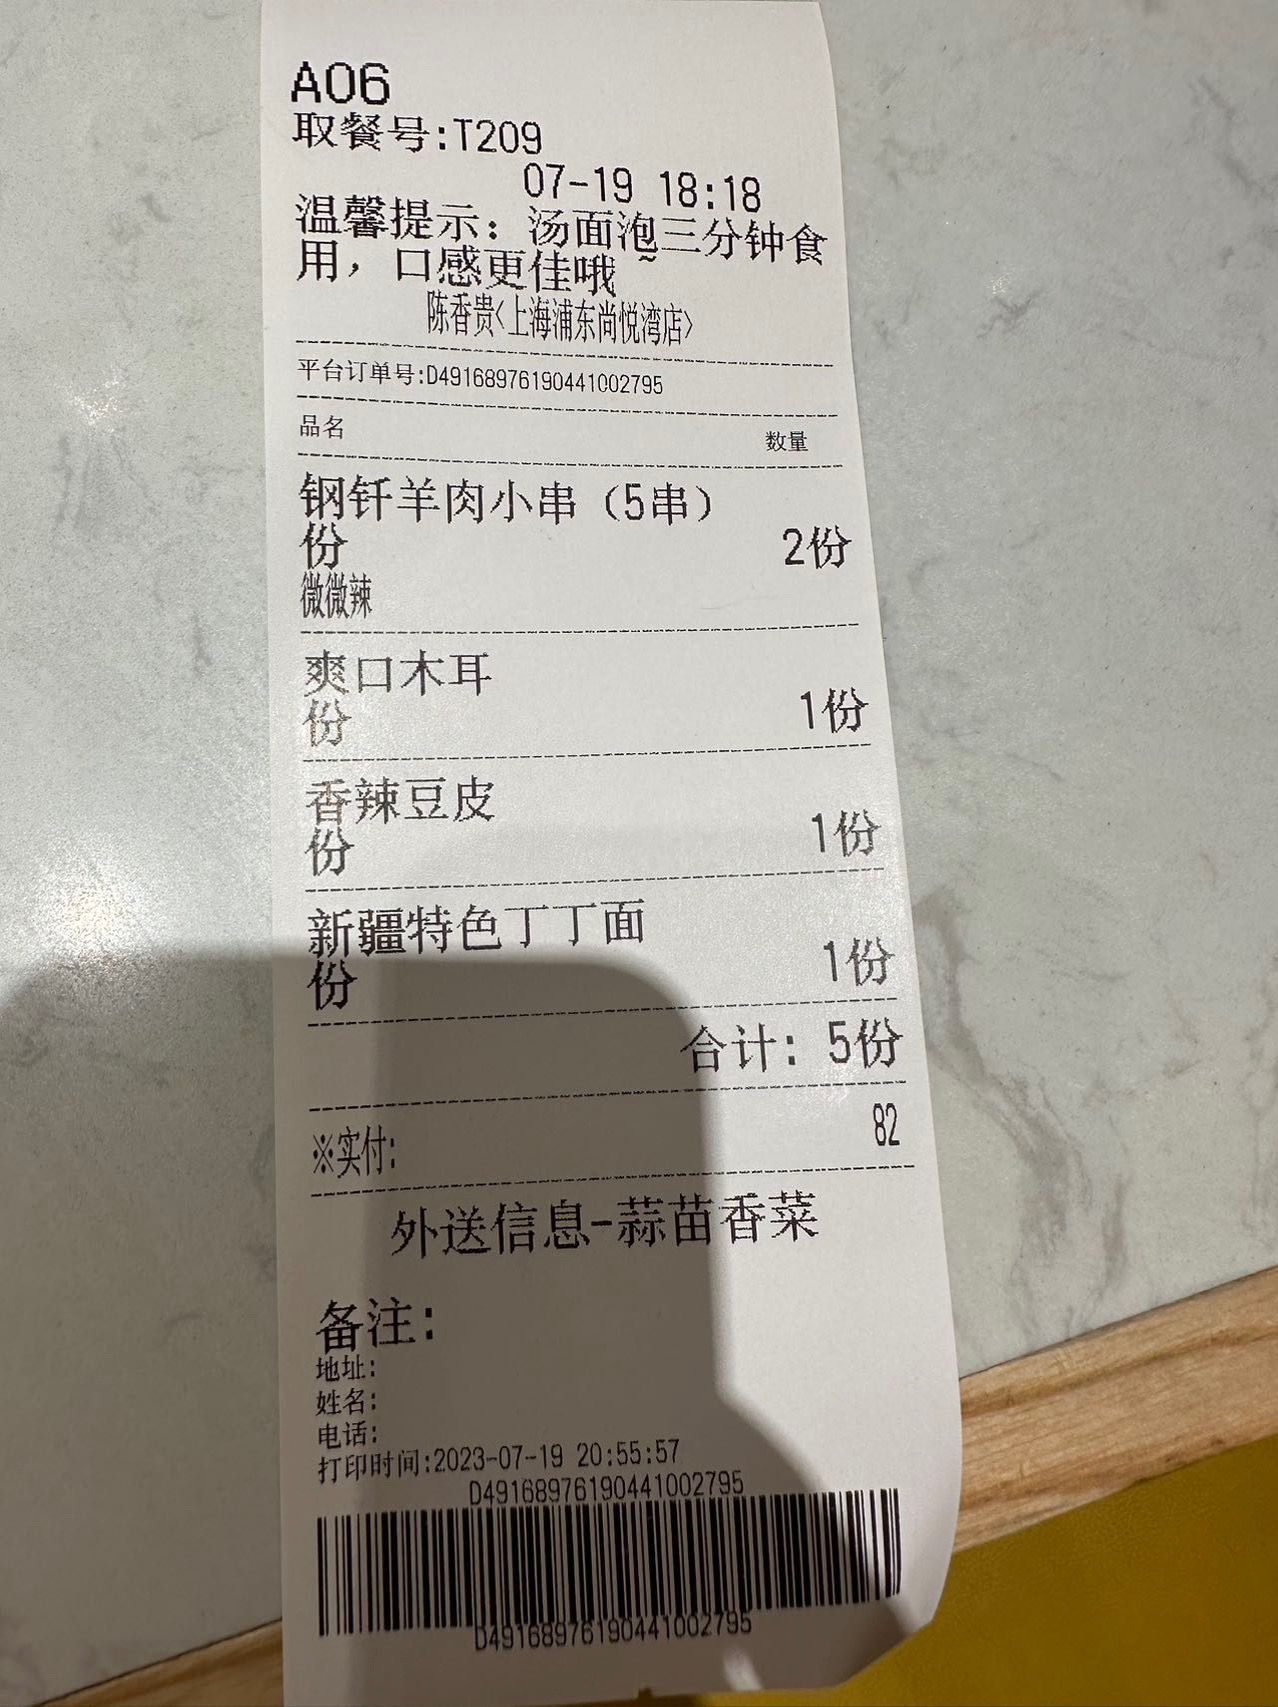 A06
取餐号:T209
07-19 18:18
温馨提示：汤面泡三分钟食
用，口感更佳哦~
陈香贵<上海浦东尚悦湾店>
平台订单号:D491689761904410002795
品名 数量
钢钎羊肉小串（5串）
份 2份
微微辣
爽口木耳
份 1份
香辣豆皮
份 1份
新疆特色丁丁面
份 1份
合计: 5份
※实付: 82
外送信息-蒜苗香菜
备注:
地址:
姓名:
电话:
打印时间:2023-07-19 20:55:57
D491689761904410002795
D491689761904410002795